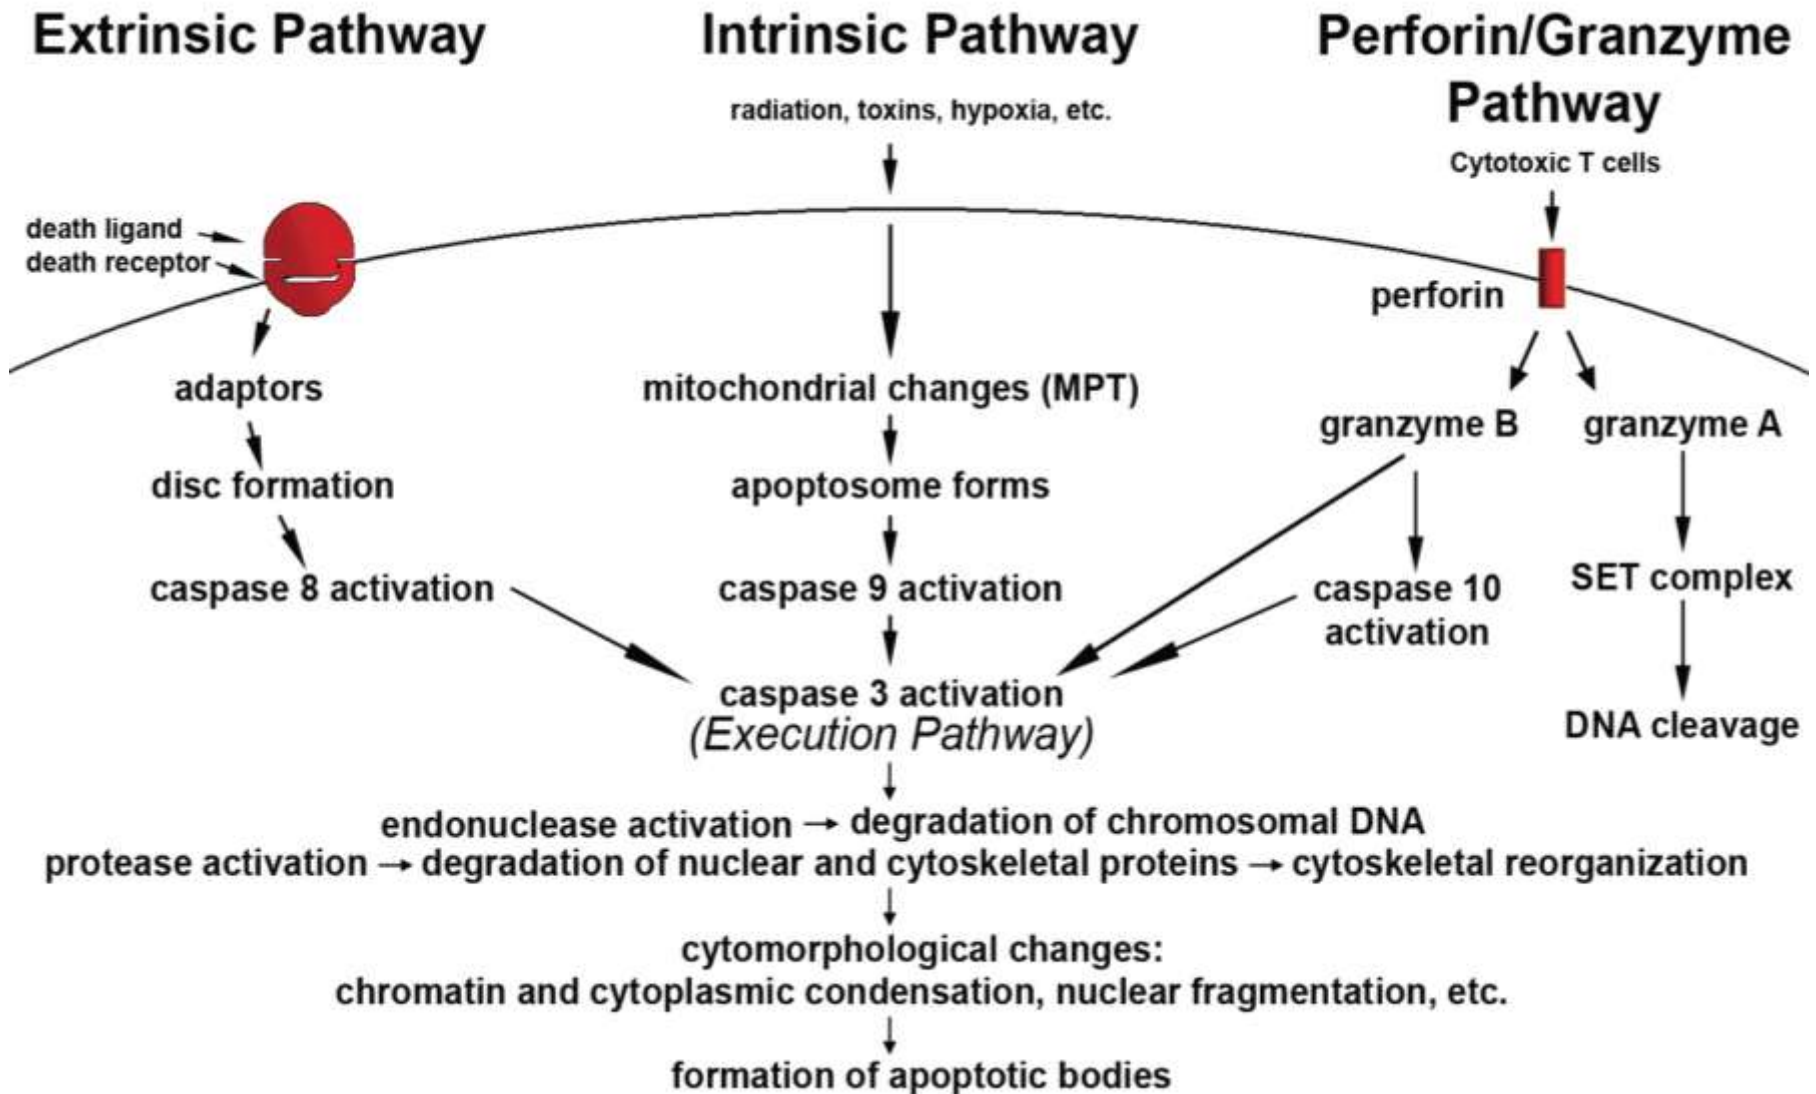 Extrinsic Pathway
Intrinsic Pathway
Perforin/Granzyme
Pathway
radiation, toxins, hypoxia, etc.
Cytotoxic T cells
death ligand
death receptor
perforin
adaptors
mitochondrial changes (MPT)
granzyme B
granzyme A
disc formation
apoptosome forms
caspase 8 activation
caspase 9 activation
caspase 10
activation
SET complex
caspase 3 activation
(Execution Pathway)
DNA cleavage
endonuclease activation → degradation of chromosomal DNA
protease activation → degradation of nuclear and cytoskeletal proteins → cytoskeletal reorganization
cytomorphological changes:
chromatin and cytoplasmic condensation, nuclear fragmentation, etc.
formation of apoptotic bodies